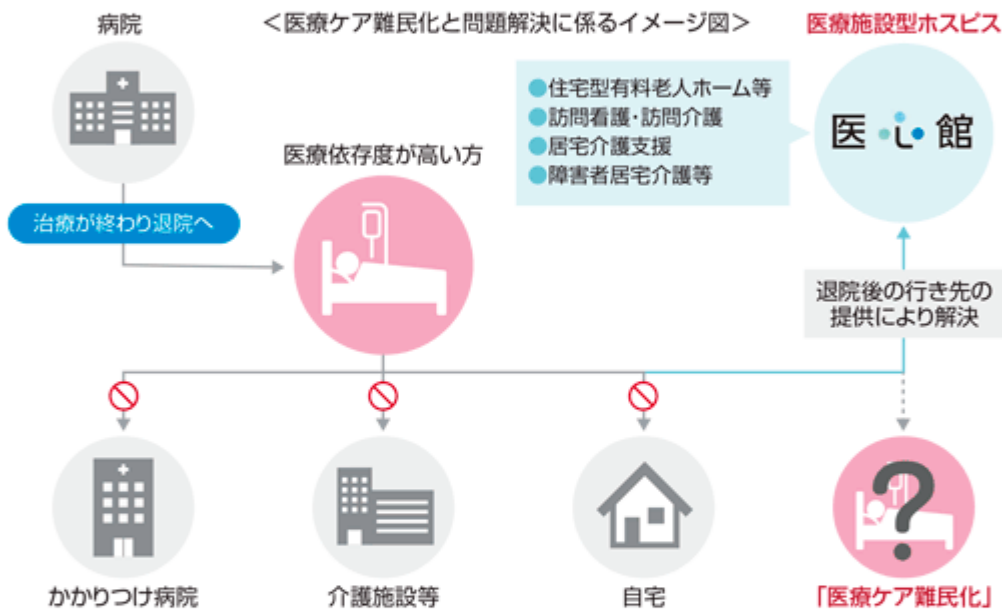 病院
＜医療ケア難民化と問題解決に係るイメージ図＞
医療施設型ホスピス
●住宅型有料老人ホーム等
●訪問看護・訪問介護
●居宅介護支援
●障害者居宅介護等
医心館
医療依存度が高い方
治療が終わり退院へ
退院後の行き先の
提供により解決
かかりつけ病院
介護施設等
自宅
?
「医療ケア難民化」